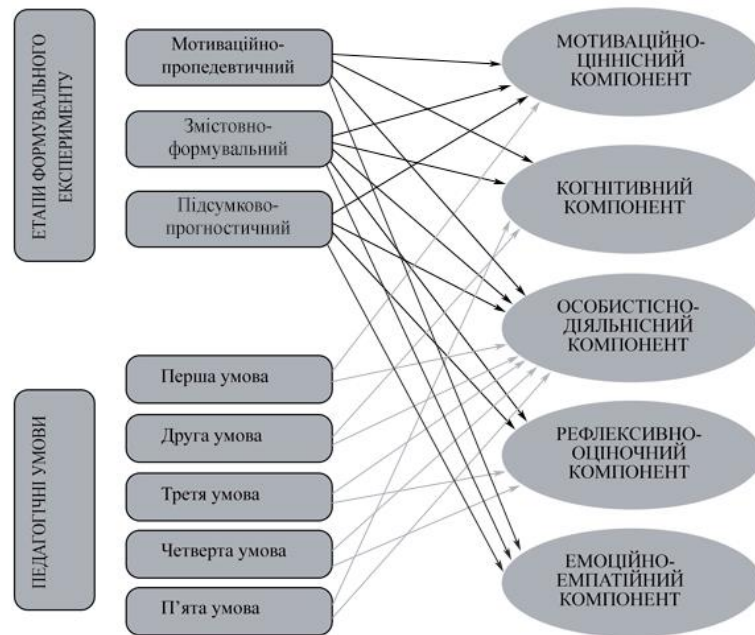 ЕТАПИ ФОРМУВАЛЬНОГО
ЕКСПЕРИМЕНТУ
Мотиваційно-
пропедевтичний
Змістовно-
формувальний
Підсумково-
прогностичний
ПЕДАГОГІЧНІ УМОВИ
Перша умова
Друга умова
Третя умова
Четверта умова
П’ята умова
МОТИВАЦІЙНО-
ЦІННІСНИЙ
КОМПОНЕНТ
КОГНІТИВНИЙ
КОМПОНЕНТ
ОСОБИСТІСНО-
ДІЯЛЬНІСНИЙ
КОМПОНЕНТ
РЕФЛЕКСИВНО-
ОЦІНОЧНИЙ
КОМПОНЕНТ
ЕМОЦІЙНО-
ЕМПАТІЙНИЙ
КОМПОНЕНТ